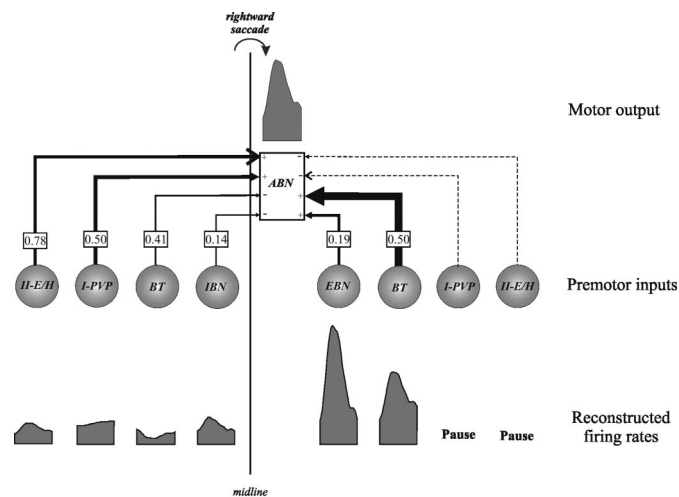 rightward
saccade
Motor output
+
+
-
-
ABN
-
-
+
+
0.78
0.50
0.41
0.14
0.19
0.50
II-E/H
I-PVP
BT
IBN
EBN
BT
I-PVP
II-E/H
Premotor inputs
Pause
Pause
Reconstructed
firing rates
midline